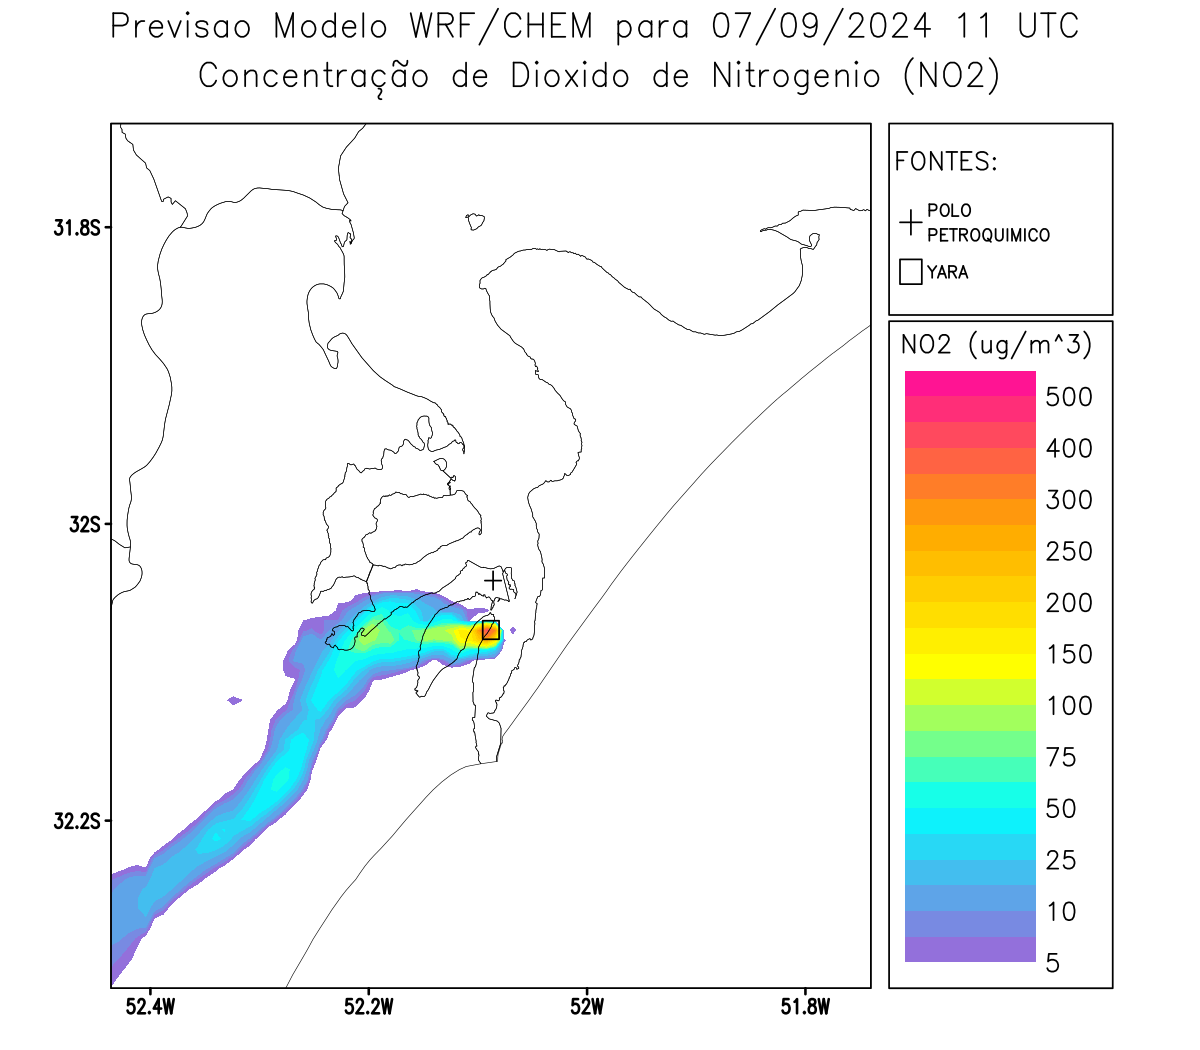 Previsao Modelo WRF/CHEM para 07/09/2024 11 UTC
Concentração de Dioxido de Nitrogenio (NO2)
FONTES:
POLO
PETROQUIMICO
YARA
NO2 (ug/m^3)
500
400
300
250
200
150
100
75
50
25
10
5
31.8S
32S
32.2S
52.4W
52.2W
52W
51.8W